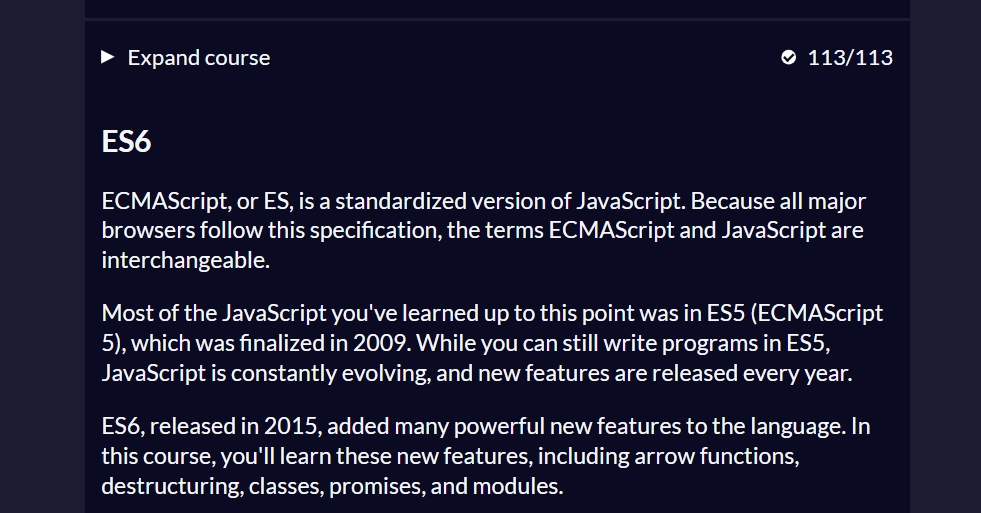 Expand course
113/113
ES6
ECMAScript, or ES, is a standardized version of JavaScript. Because all major
browsers follow this specification, the terms ECMAScript and JavaScript are
interchangeable.
Most of the JavaScript you've learned up to this point was in ES5 (ECMAScript
5), which was finalized in 2009. While you can still write programs in ES5,
JavaScript is constantly evolving, and new features are released every year.
ES6, released in 2015, added many powerful new features to the language. In
this course, you'll learn these new features, including arrow functions,
destructuring, classes, promises, and modules.